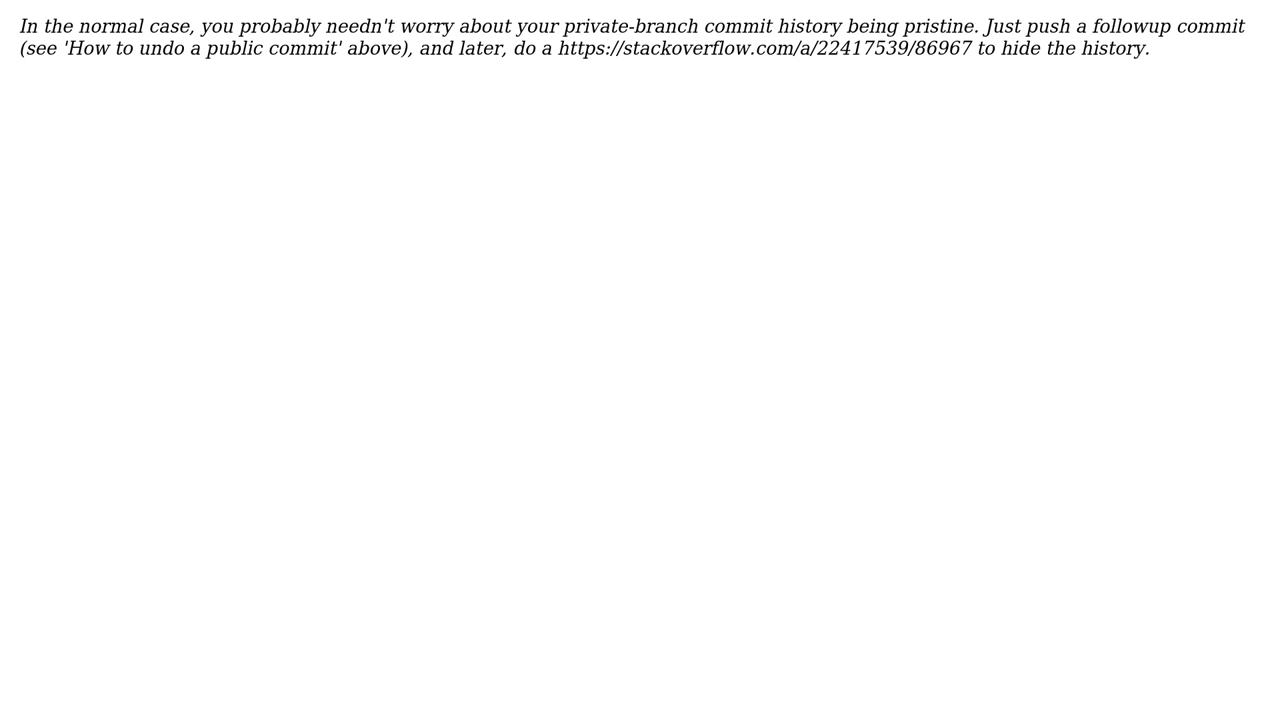 In the normal case, you probably needn't worry about your private-branch commit history being pristine. Just push a followup commit
(see 'How to undo a public commit' above), and later, do a https://stackoverflow.com/a/22417539/86967 to hide the history.